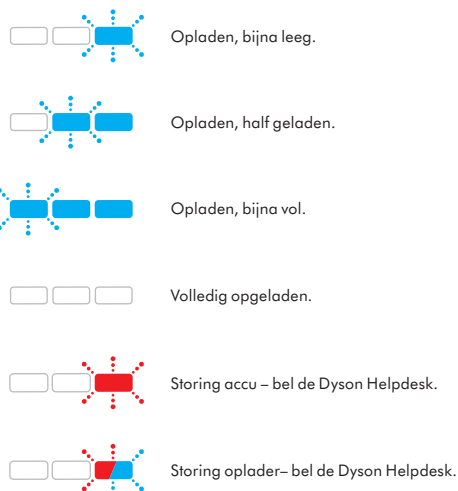 Opladen, bijna leeg.
Opladen, half geladen.
Opladen, bijna vol.
Volledig opgeladen.
Storing accu – bel de Dyson Helpdesk.
Storing oplader– bel de Dyson Helpdesk.